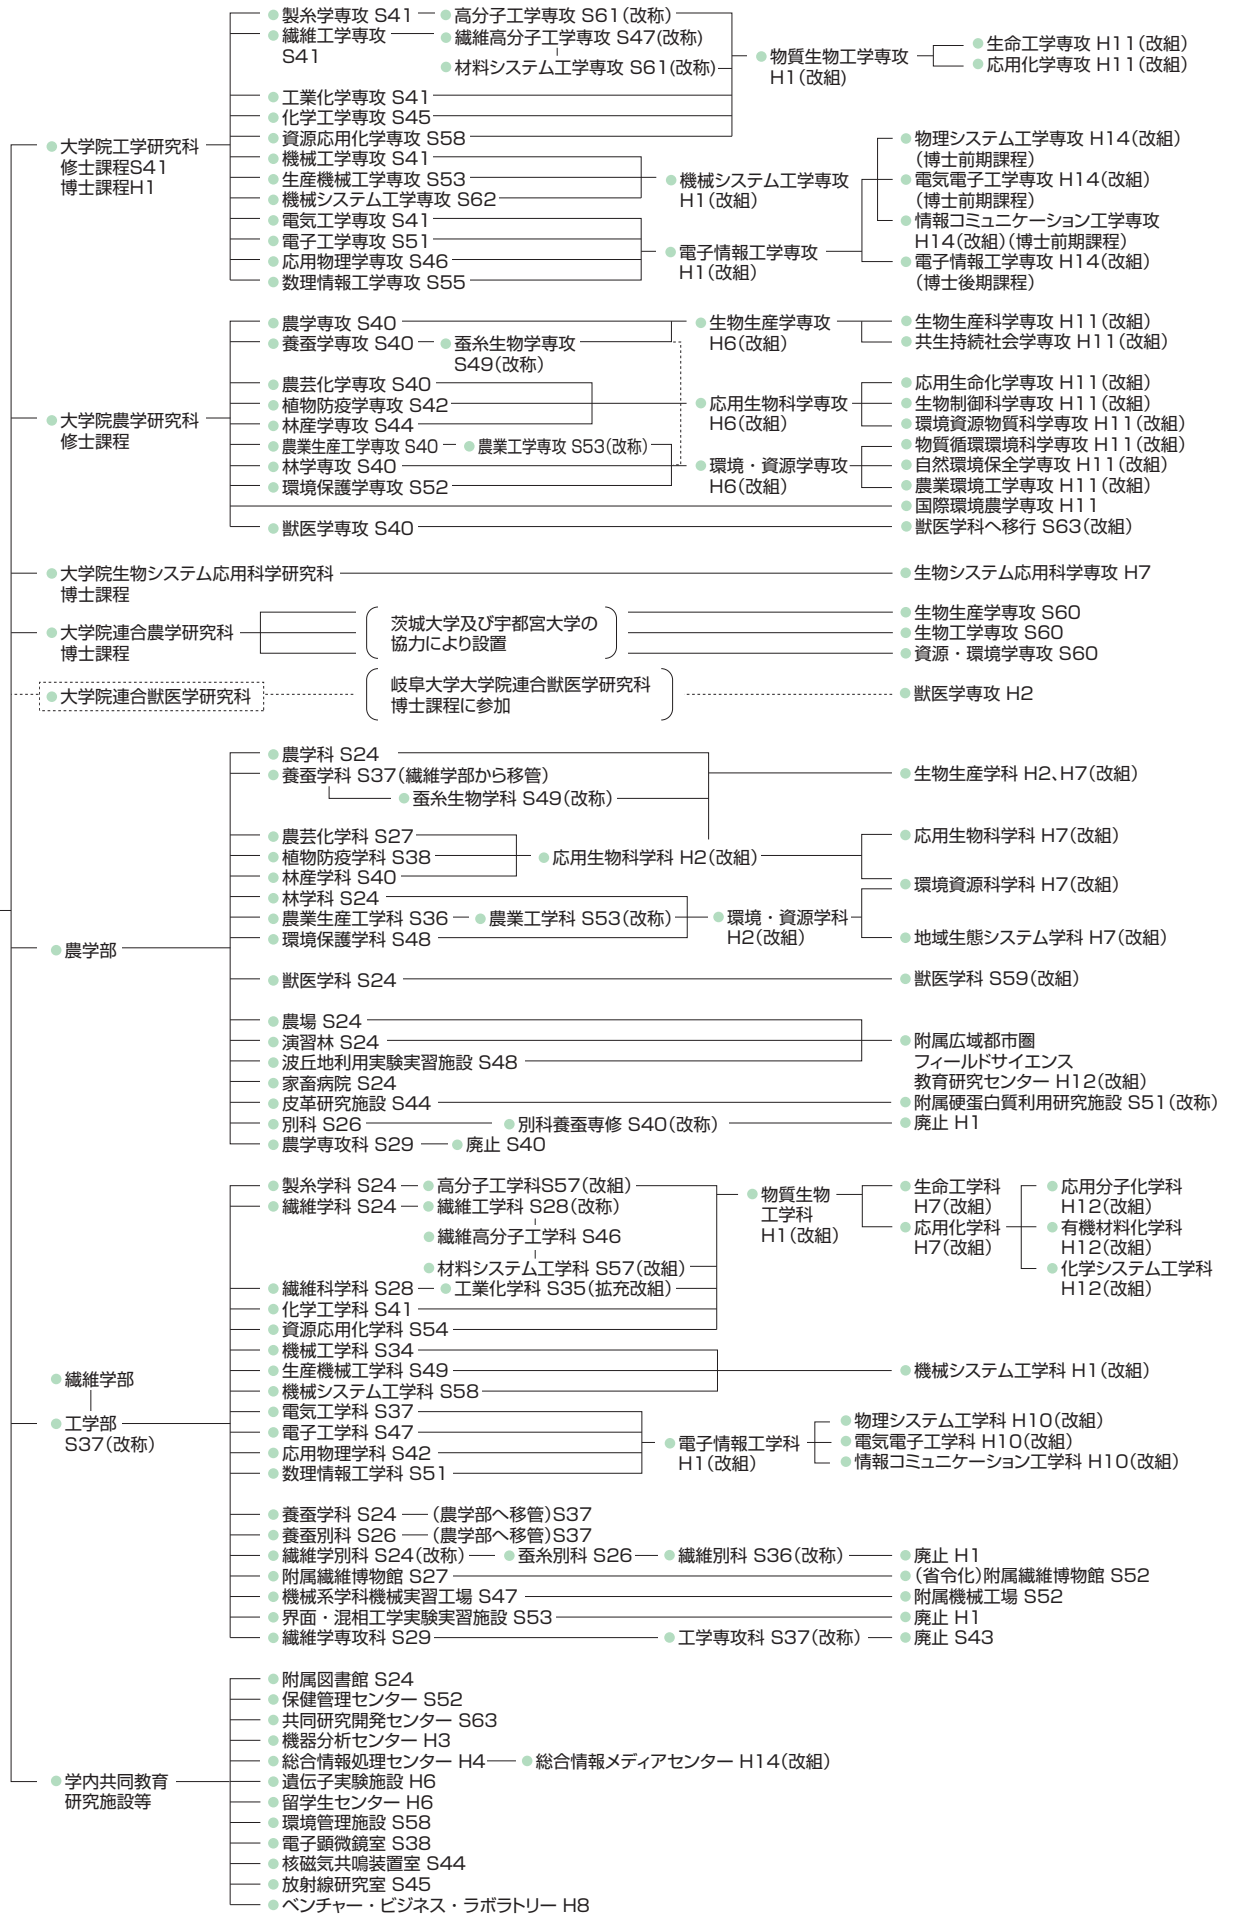 製糸学専攻 S41
高分子工学専攻 S61(改称)
繊維工学専攻
S41
繊維高分子工学専攻 S47(改称)
材料システム工学専攻 S61(改称)
物質生物工学専攻
H1(改組)
生命工学専攻 H11(改組)
応用化学専攻 H11(改組)
工業化学専攻 S41
化学工学専攻 S45
資源応用化学専攻 S58
大学院工学研究科
修士課程S41
博士課程H1
機械工学専攻 S41
生産機械工学専攻 S53
機械システム工学専攻 S62
機械システム工学専攻
H1(改組)
電気工学専攻 S41
電子工学専攻 S51
応用物理学専攻 S46
数理情報工学専攻 S55
電子情報工学専攻
H1(改組)
物理システム工学専攻 H14(改組)
(博士前期課程)
電気電子工学専攻 H14(改組)
(博士前期課程)
情報コミュニケーション工学専攻
H14(改組)(博士前期課程)
電子情報工学専攻 H14(改組)
(博士後期課程)
農学専攻 S40
養蚕学専攻 S40
蚕糸生物学専攻
S49(改称)
生物生産学専攻
H6(改組)
生物生産科学専攻 H11(改組)
共生持続社会学専攻 H11(改組)
農芸化学専攻 S40
植物防疫学専攻 S42
林産学専攻 S44
大学院農学研究科
修士課程
応用生物科学専攻
H6(改組)
応用生命化学専攻 H11(改組)
生物制御科学専攻 H11(改組)
環境資源物質科学専攻 H11(改組)
農業生産工学専攻 S40
農業工学専攻 S53(改称)
林学専攻 S40
環境保護学専攻 S52
環境・資源学専攻
H6(改組)
物質循環環境科学専攻 H11(改組)
自然環境保全学専攻 H11(改組)
農業環境工学専攻 H11(改組)
国際環境農学専攻 H11
獣医学専攻 S40
獣医学科へ移行 S63(改組)
大学院生物システム応用科学研究科
博士課程
生物システム応用科学専攻 H7
大学院連合農学研究科
博士課程
茨城大学及び宇都宮大学の
協力により設置
生物生産学専攻 S60
生物工学専攻 S60
資源・環境学専攻 S60
大学院連合獣医学研究科
岐阜大学大学院連合獣医学研究科
博士課程に参加
獣医学専攻 H2
農学科 S24
養蚕学科 S37(繊維学部から移管)
蚕糸生物学科 S49(改称)
生物生産学科 H2、H7(改組)
農芸化学科 S27
植物防疫学科 S38
林産学科 S40
応用生物科学科 H2(改組)
応用生物科学科 H7(改組)
環境資源科学科 H7(改組)
林学科 S24
農業生産工学科 S36
農業工学科 S53(改称)
環境保護学科 S48
環境・資源学科
H2(改組)
地域生態システム学科 H7(改組)
農学部
獣医学科 S24
獣医学科 S59(改組)
農場 S24
演習林 S24
波丘地利用実験実習施設 S48
家畜病院 S24
附属広域都市圏
フィールドサイエンス
教育研究センター H12(改組)
皮革研究施設 S44
附属硬蛋白質利用研究施設 S51(改称)
別科 S26
別科養蚕専修 S40(改称)
廃止 H1
農学専攻科 S29
廃止 S40
製糸学科 S24
高分子工学科S57(改組)
繊維学科 S24
繊維工学科 S28(改称)
繊維高分子工学科 S46
材料システム工学科 S57(改組)
物質生物
工学科
H1(改組)
生命工学科
H7(改組)
応用化学科
H7(改組)
応用分子化学科
H12(改組)
有機材料化学科
H12(改組)
化学システム工学科
H12(改組)
繊維科学科 S28
工業化学科 S35(拡充改組)
化学工学科 S41
資源応用化学科 S54
機械工学科 S34
生産機械工学科 S49
機械システム工学科 S58
機械システム工学科 H1(改組)
繊維学部
工学部
S37(改称)
電気工学科 S37
電子工学科 S47
応用物理学科 S42
数理情報工学科 S51
電子情報工学科
H1(改組)
物理システム工学科 H10(改組)
電気電子工学科 H10(改組)
情報コミュニケーション工学科 H10(改組)
養蚕学科 S24
(農学部へ移管)S37
養蚕別科 S26
(農学部へ移管)S37
繊維学別科 S24(改称)
蚕糸別科 S26
繊維別科 S36(改称)
廃止 H1
附属繊維博物館 S27
(省令化)附属繊維博物館 S52
機械系学科機械実習工場 S47
附属機械工場 S52
界面・混相工学実験実習施設 S53
廃止 H1
繊維学専攻科 S29
工学専攻科 S37(改称)
廃止 S43
附属図書館 S24
保健管理センター S52
共同研究開発センター S63
機器分析センター H3
総合情報処理センター H4
総合情報メディアセンター H14(改組)
学内共同教育
研究施設等
遺伝子実験施設 H6
留学生センター H6
環境管理施設 S58
電子顕微鏡室 S38
核磁気共鳴装置室 S44
放射線研究室 S45
ベンチャー・ビジネス・ラボラトリー H8